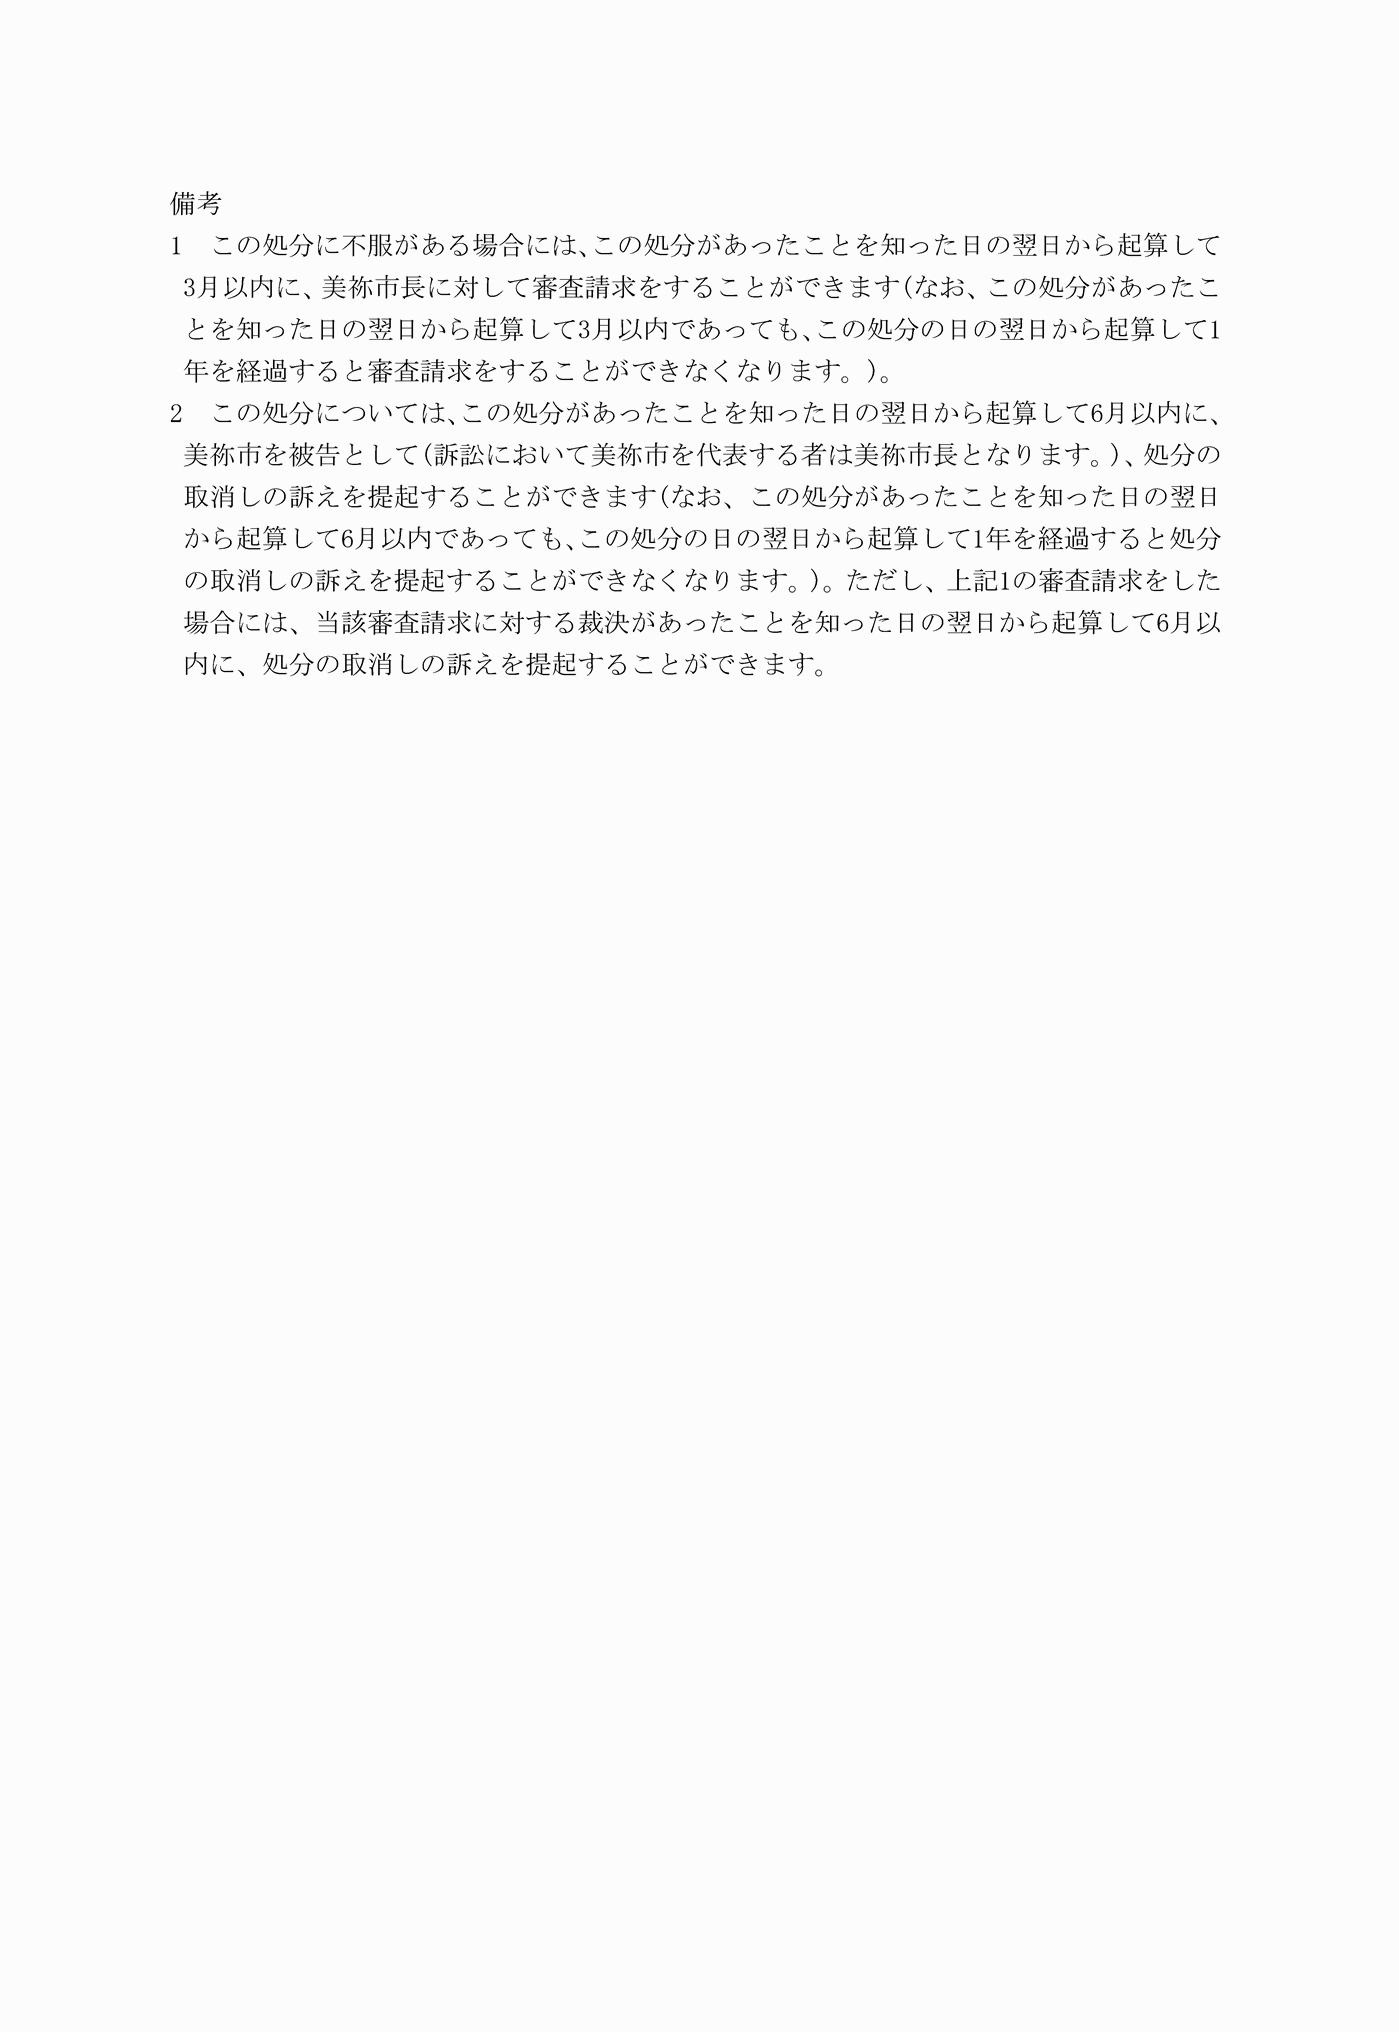 備考
1　この処分に不服がある場合には、この処分があったことを知った日の翌日から起算して
3月以内に、美祢市長に対して審査請求をすることができます(なお、この処分があったこ
とを知った日の翌日から起算して3月以内であっても、この処分の日の翌日から起算して1
年を経過すると審査請求をすることができなくなります。)。
2　この処分については、この処分があったことを知った日の翌日から起算して6月以内に、
美祢市を被告として(訴訟において美祢市を代表する者は美祢市長となります。)、処分の
取消しの訴えを提起することができます(なお、この処分があったことを知った日の翌日
から起算して6月以内であっても、この処分の日の翌日から起算して1年を経過すると処分
の取消しの訴えを提起することができなくなります。)。ただし、上記1の審査請求をした
場合には、当該審査請求に対する裁決があったことを知った日の翌日から起算して6月以
内に、処分の取消しの訴えを提起することができます。